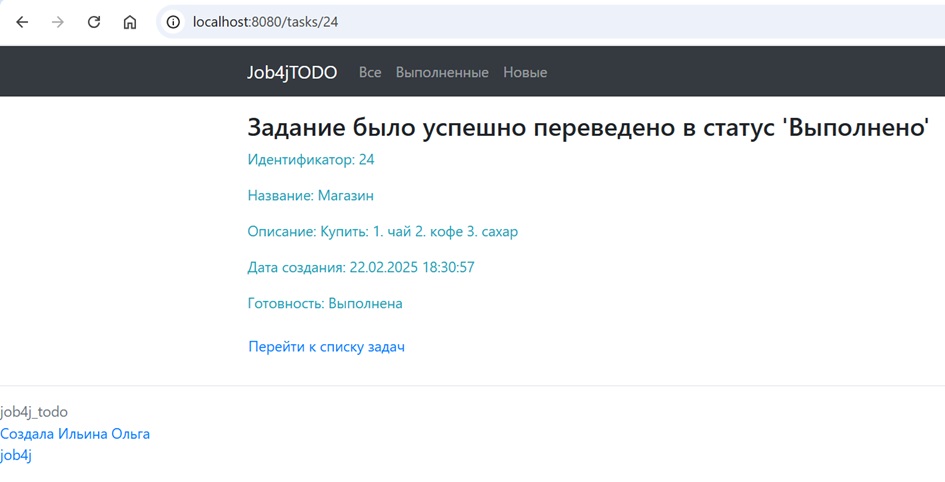 localhost:8080/tasks/24
Job4jTODO Все Выполненные Новые
Задание было успешно переведено в статус 'Выполнено'
Идентификатор: 24
Название: Магазин
Описание: Купить: 1. чай 2. кофе 3. сахар
Дата создания: 22.02.2025 18:30:57
Готовность: Выполнена
Перейти к списку задач
job4j_todo
Создала Ильина Ольга
job4j